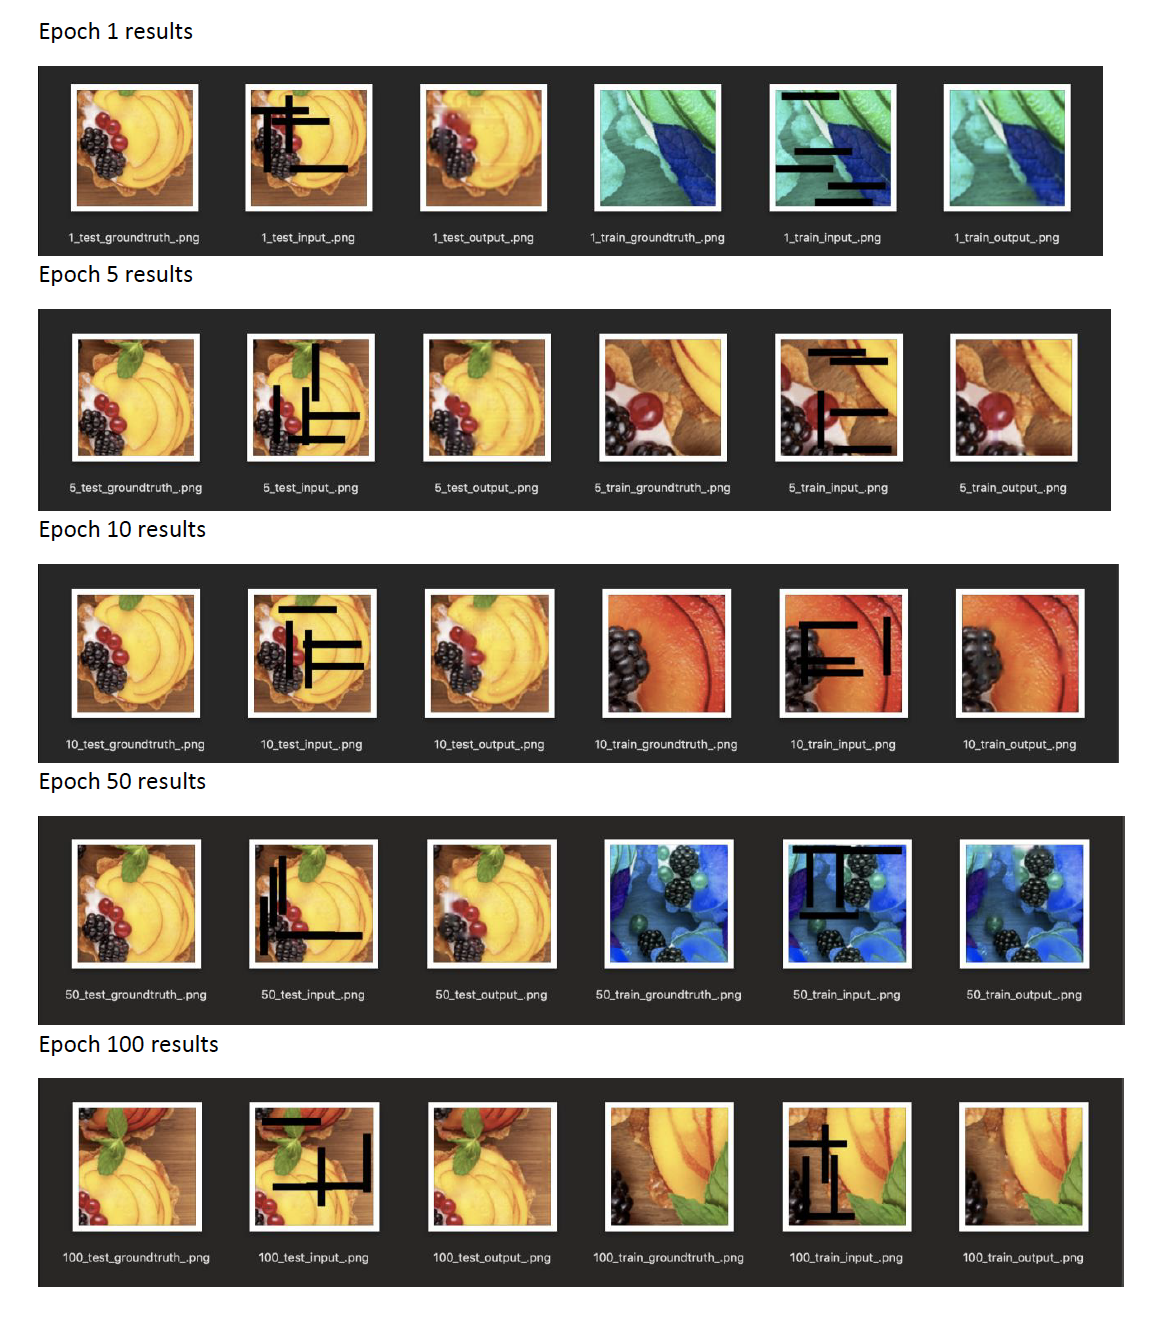 Epoch 1 results
1_test_groundtruth_.png 1_test_input_.png 1_test_output_.png 1_train_groundtruth_.png 1_train_input_.png 1_train_output_.png
Epoch 5 results
5_test_groundtruth_.png 5_test_input_.png 5_test_output_.png 5_train_groundtruth_.png 5_train_input_.png 5_train_output_.png
Epoch 10 results
10_test_groundtruth_.png 10_test_input_.png 10_test_output_.png 10_train_groundtruth_.png 10_train_input_.png 10_train_output_.png
Epoch 50 results
50_test_groundtruth_.png 50_test_input_.png 50_test_output_.png 50_train_groundtruth_.png 50_train_input_.png 50_train_output_.png
Epoch 100 results
100_test_groundtruth_.png 100_test_input_.png 100_test_output_.png 100_train_groundtruth_.png 100_train_input_.png 100_train_output_.png